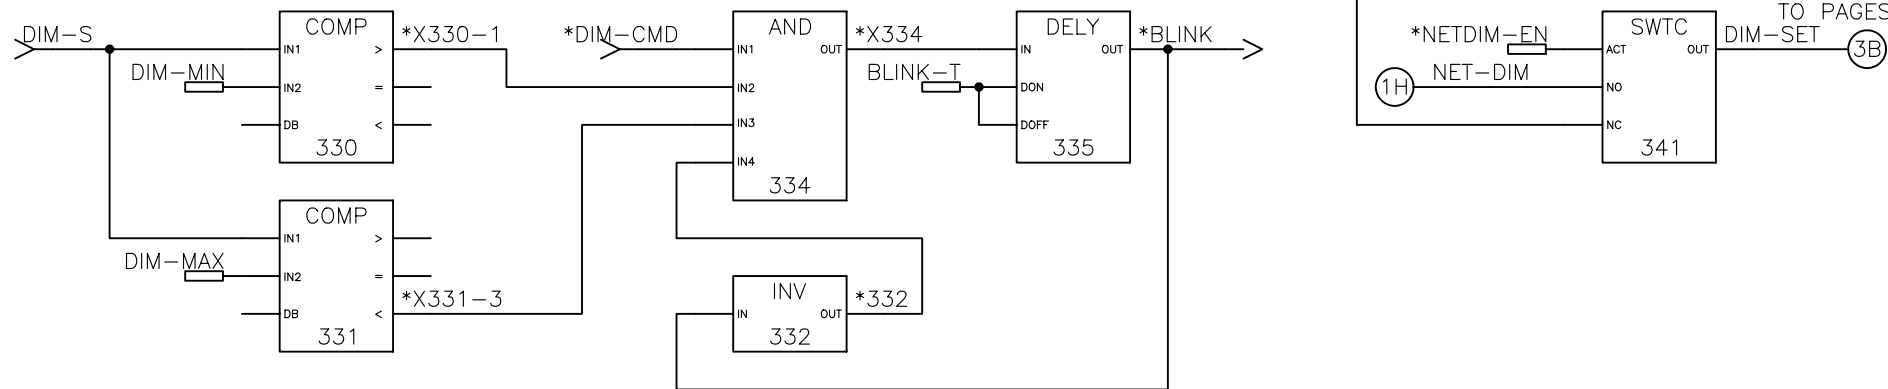 TO PAGES
DIM-S
COMP
*X330-1
*DIM-CMD
AND
*X334
DELY
*BLINK
*NETDIM-EN
SWTC
DIM-SET
IN1
>
IN1
OUT
IN
OUT
ACT
OUT
3B
DIM-MIN
BLINK-T
NET-DIM
IN2
=
IN2
DON
1H
NO
DB
<
IN3
DOFF
NC
330
335
341
IN4
334
COMP
IN1
>
DIM-MAX
IN2
=
INV
*X331-3
*332
DB
<
IN
OUT
331
332